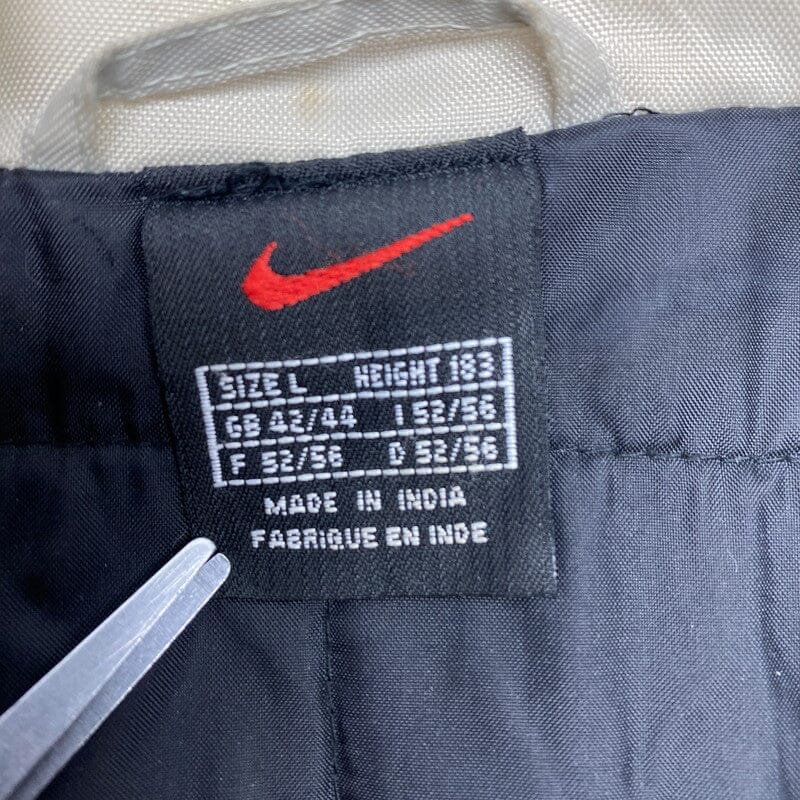 SIZE L HEIGHT 183
GB 42/44 I 52/56
F 52/56 D 52/56
MADE IN INDIA
FABRIQUE EN INDE